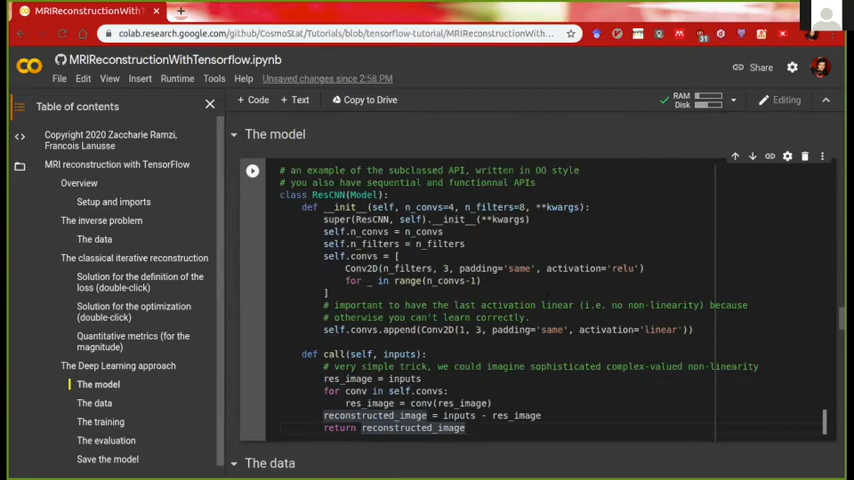 MRIReconstructionWithT
colab.research.google.com/github/CosmoStat/Tutorials/blob/tensorflow-tutorial/MRIReconstructionWith...
31
MRIReconstructionWithTensorflow.ipynb
Share
File Edit View Insert Runtime Tools Help Unsaved changes since 2:58 PM
+ Code + Text Copy to Drive
RAM
Disk
Editing
Table of contents
Copyright 2020 Zaccharie Ramzi,
Francois Lanusse
MRI reconstruction with TensorFlow
Overview
Setup and imports
The inverse problem
The data
The classical iterative reconstruction
Solution for the definition of the
loss (double-click)
Solution for the optimization
(double-click)
Quantitative metrics (for the
magnitude)
The Deep Learning approach
The model
The data
The training
The evaluation
Save the model
The model
# an example of the subclassed API, written in OO style
# you also have sequential and functionnal APIs
class ResCNN(Model):
def __init__(self, n_convs=4, n_filters=8, **kwargs):
super(ResCNN, self).__init__(**kwargs)
self.n_convs = n_convs
self.n_filters = n_filters
self.convs = [
Conv2D(n_filters, 3, padding='same', activation='relu')
for _ in range(n_convs-1)
]
# important to have the last activation linear (i.e. no non-linearity) because
# otherwise you can't learn correctly.
self.convs.append(Conv2D(1, 3, padding='same', activation='linear'))
def call(self, inputs):
# very simple trick, we could imagine sophisticated complex-valued non-linearity
res_image = inputs
for conv in self.convs:
res_image = conv(res_image)
reconstructed_image = inputs - res_image
return reconstructed_image
The data